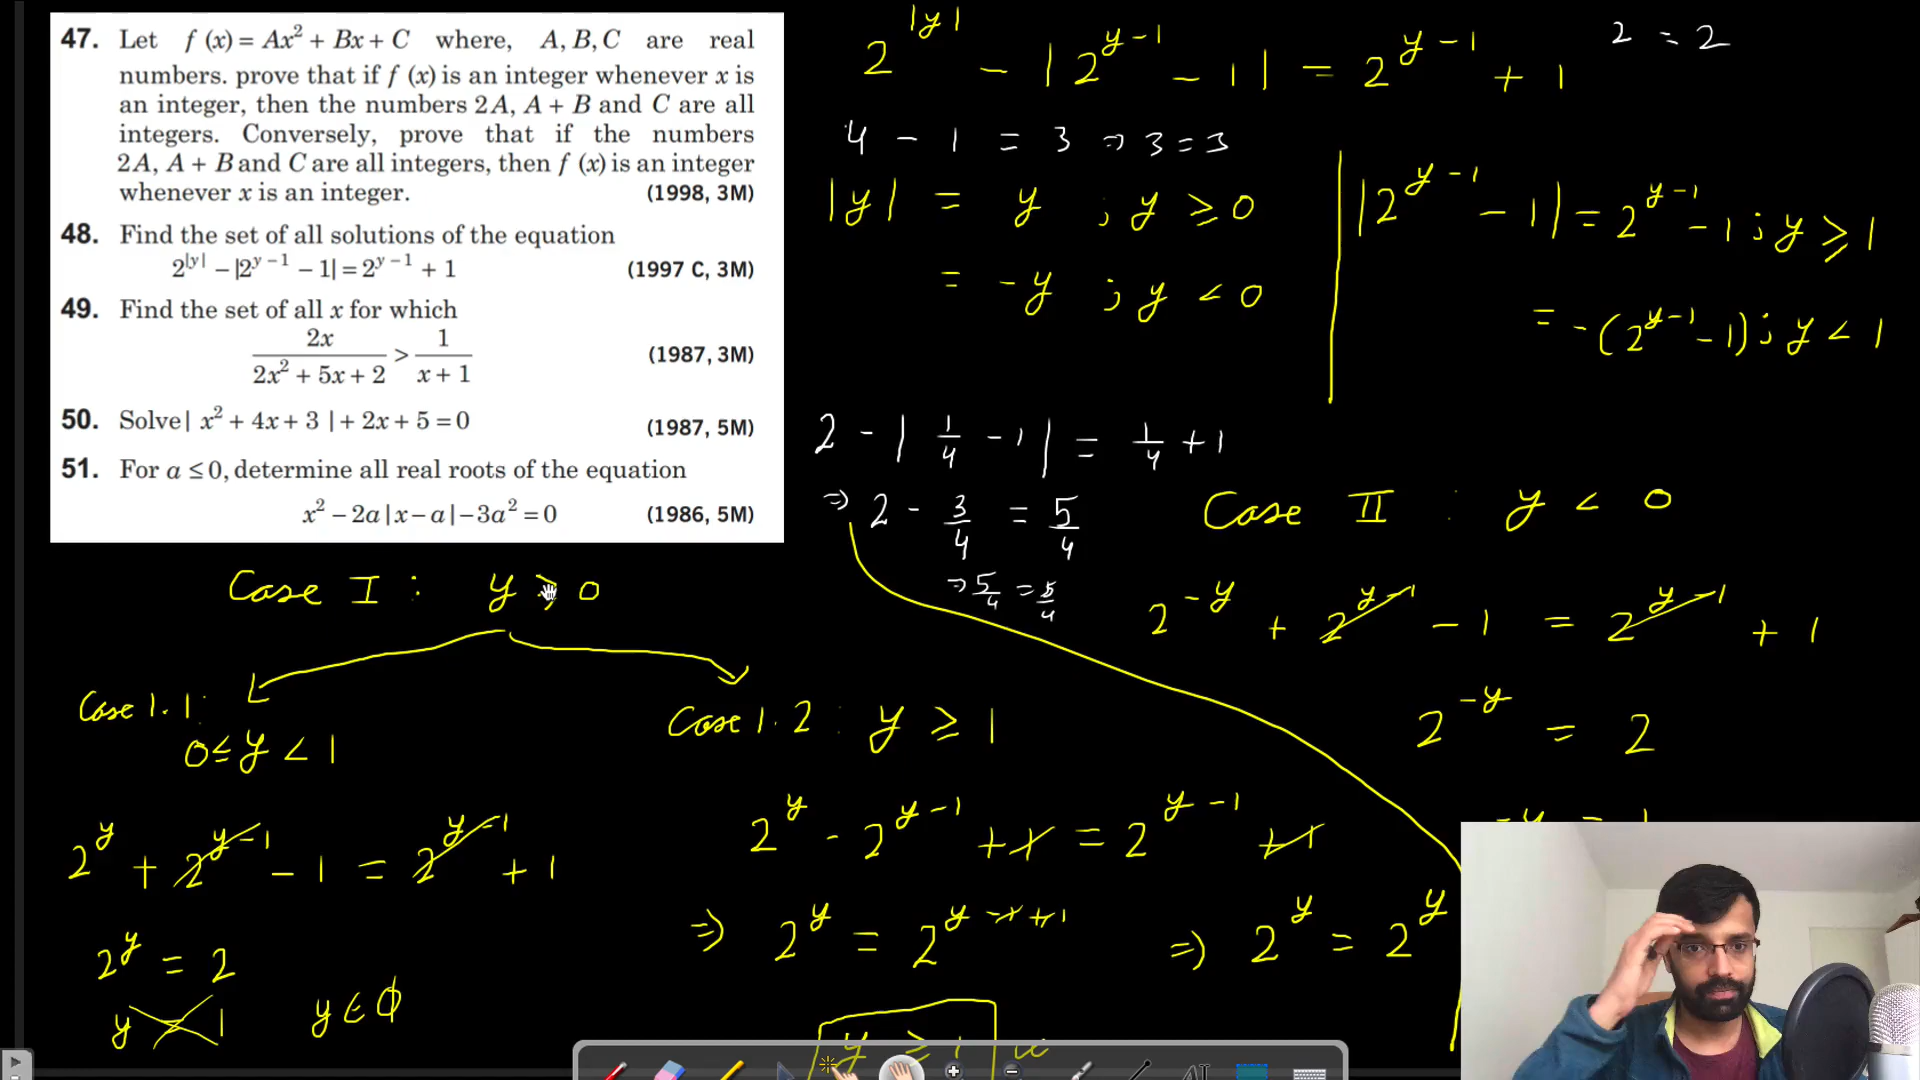 47. Let f (x) = Ax² + Bx + C where, A, B, C are real
numbers. prove that if f (x) is an integer whenever x is
an integer, then the numbers 2A, A + B and C are all
integers. Conversely, prove that if the numbers
2A, A + B and C are all integers, then f (x) is an integer
whenever x is an integer. (1998, 3M)
48. Find the set of all solutions of the equation
2^|y| − |2^(y−1) − 1| = 2^(y−1) + 1 (1997 C, 3M)
49. Find the set of all x for which
2x/(2x² + 5x + 2) > 1/(x + 1) (1987, 3M)
50. Solve | x² + 4x + 3 | + 2x + 5 = 0 (1987, 5M)
51. For a ≤ 0, determine all real roots of the equation
x² − 2a | x − a | − 3a² = 0 (1986, 5M)
2^|y| − |2^(y−1) − 1| = 2^(y−1) + 1
2 = 2
4 − 1 = 3 ⇒ 3 = 3
|y| = y ; y ≥ 0
= −y ; y < 0
|2^(y−1) − 1| = 2^(y−1) − 1 ; y ≥ 1
= −(2^(y−1) − 1) ; y < 1
2 − | 1/4 − 1 | = 1/4 + 1
⇒ 2 − 3/4 = 5/4
⇒ 5/4 = 5/4
Case I : y ≥ 0
Case 1.1 :
0 ≤ y < 1
2^y + 2^(y−1) − 1 = 2^(y−1) + 1
2^y = 2
y = 1
y ∈ ϕ
Case 1.2 : y ≥ 1
2^y − 2^(y−1) + 1 = 2^(y−1) + 1
⇒ 2^y = 2^(y−1+1)
⇒ 2^y = 2^y
y ≥ 1
Case II : y < 0
2^−y + 2^(y−1) − 1 = 2^(y−1) + 1
2^−y = 2
−y = 1